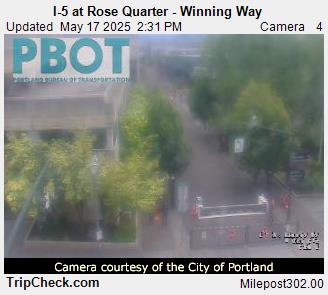 I-5 at Rose Quarter - Winning Way
Updated May 17 2025 2:31 PM Camera 4
PBOT
PORTLAND BUREAU OF TRANSPORTATION
Camera courtesy of the City of Portland
TripCheck.com Milepost302.00